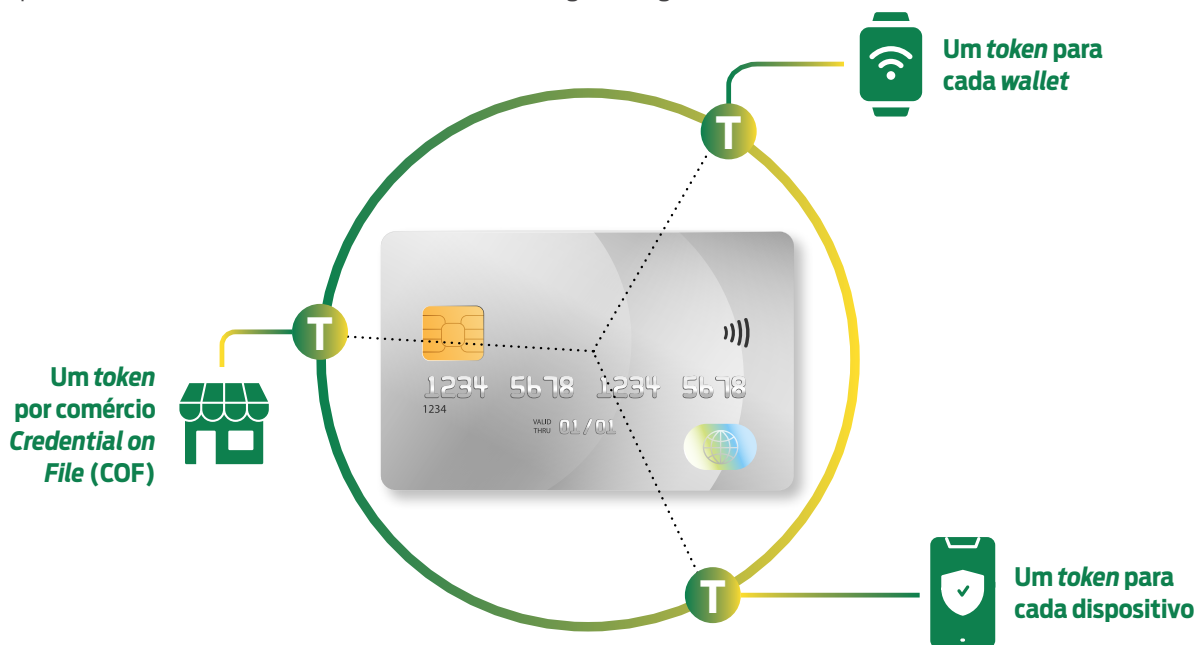 Um token para
cada wallet
T
T
Um token
por comércio
Credential on
File (COF)
1234 5678 1234 5678
1234
VALID
THRU 01/01
T
Um token para
cada dispositivo